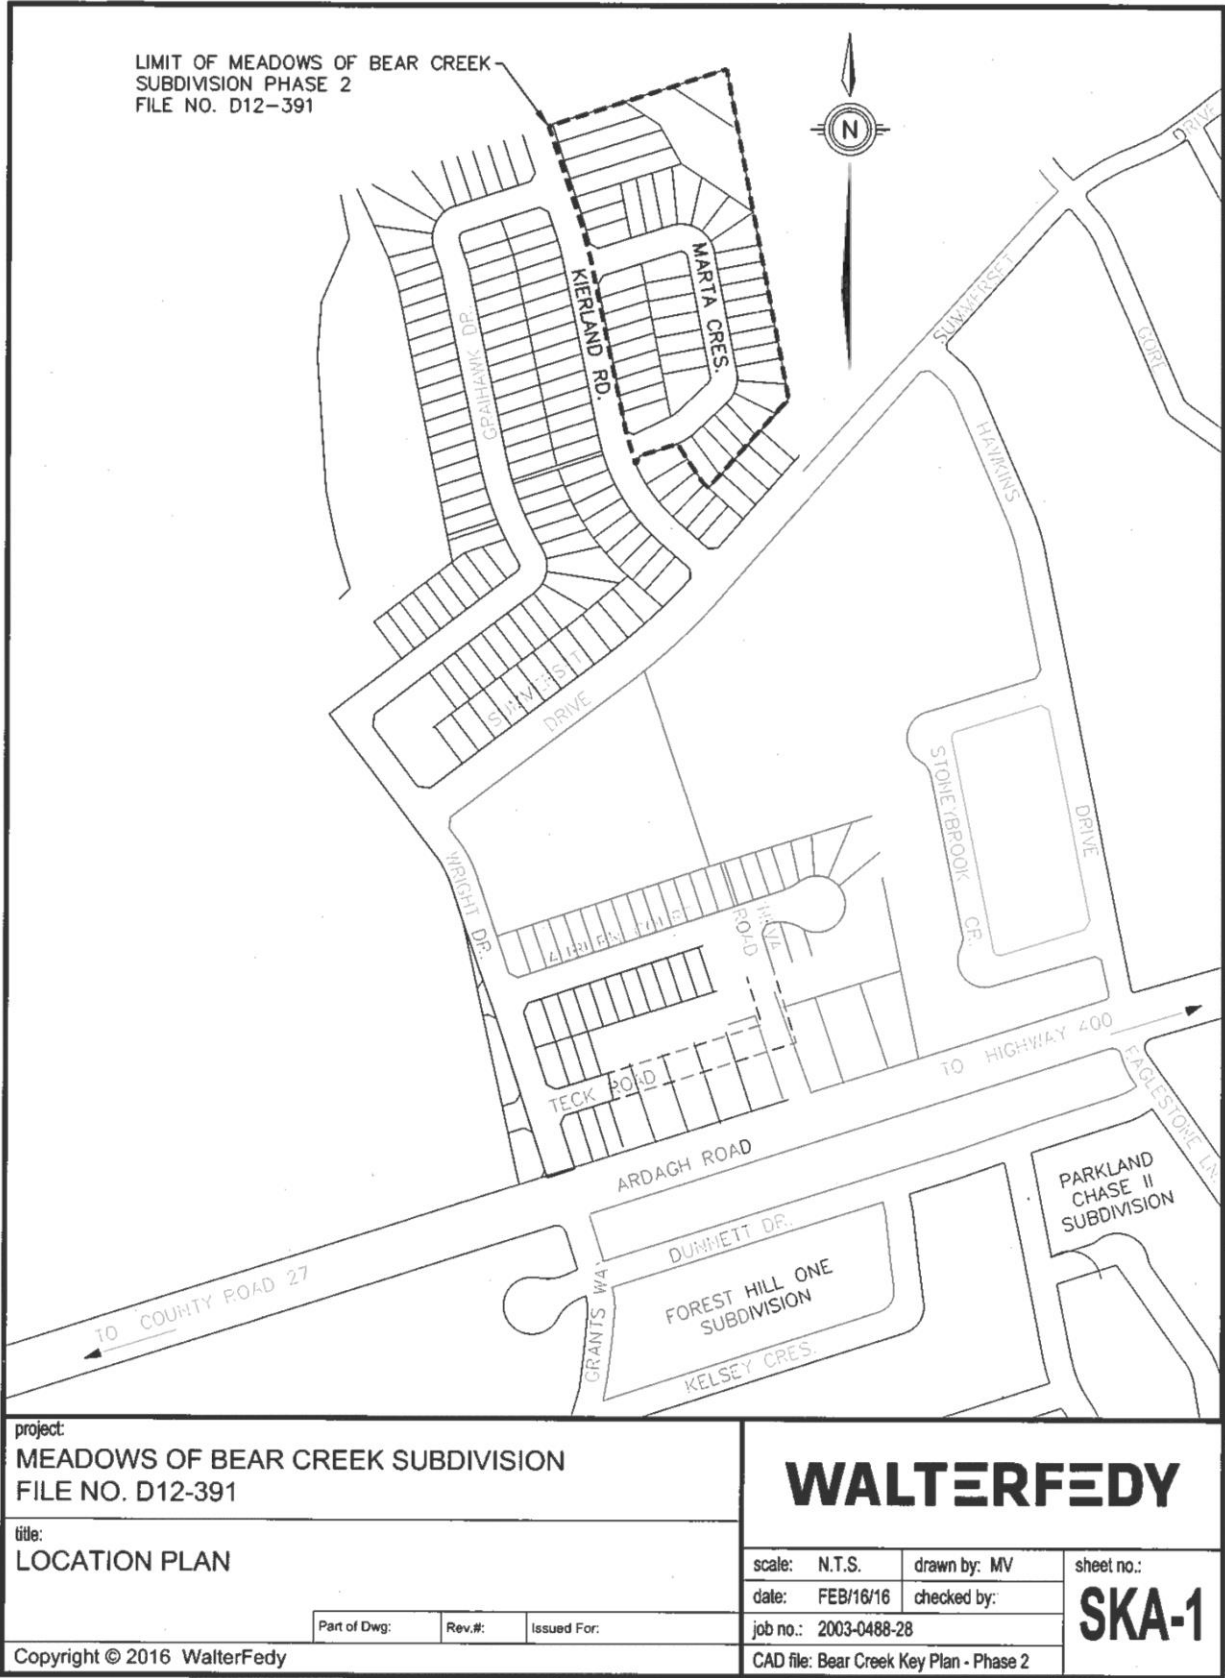 LIMIT OF MEADOWS OF BEAR CREEK
SUBDIVISION PHASE 2
FILE NO. D12-391
N
DRIVE
SUMMERSET
GORE
MARTA CRES.
KIERLAND RD.
GRAIHAWK DR.
HAWKINS
SUMMERSET
DRIVE
STONEYBROOK CR.
DRIVE
WRIGHT DR.
ROAD
TECK ROAD
TO HIGHWAY 400
EAGLESTONE LN.
ARDAGH ROAD
PARKLAND
CHASE II
SUBDIVISION
DUNNETT DR.
FOREST HILL ONE
SUBDIVISION
GRANTS WA
KELSEY CRES.
TO COUNTY ROAD 27
project:
MEADOWS OF BEAR CREEK SUBDIVISION
FILE NO. D12-391
title:
LOCATION PLAN
Part of Dwg:
Rev.#:
Issued For:
Copyright © 2016 WalterFedy
WALTERFEDY
scale: N.T.S.
drawn by: MV
date: FEB/16/16
checked by:
job no.: 2003-0488-28
CAD file: Bear Creek Key Plan - Phase 2
sheet no.:
SKA-1